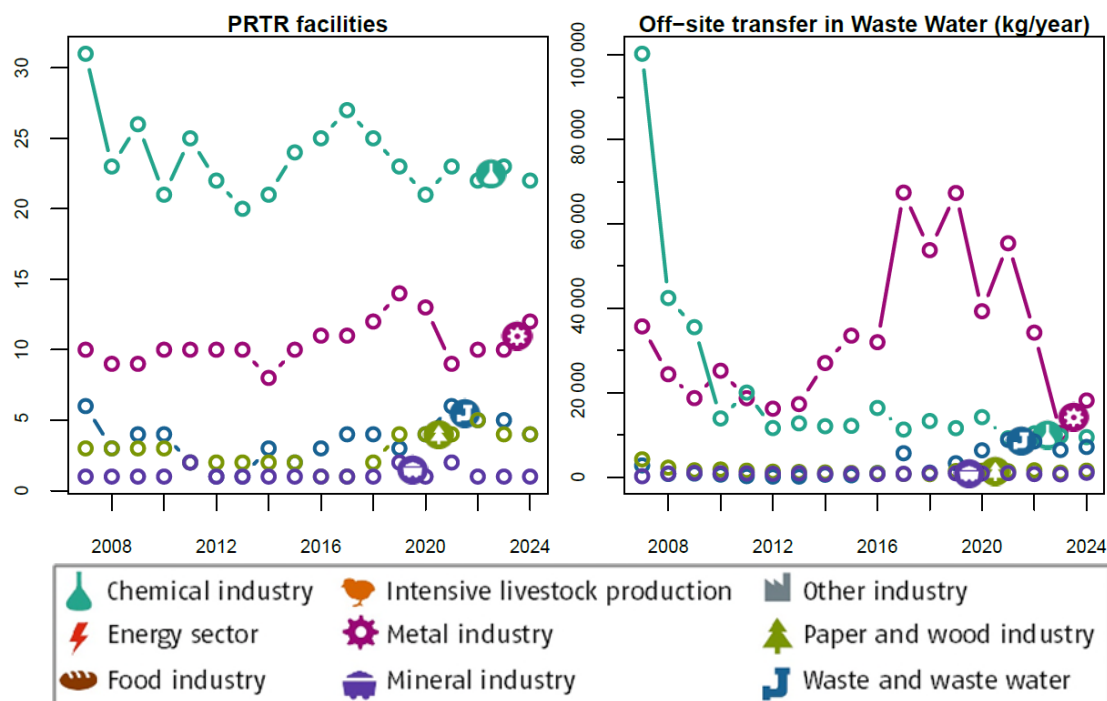 PRTR facilities
Off−site transfer in Waste Water (kg/year)
30
25
20
15
10
5
0
100 000
80 000
60 000
40 000
20 000
0
2008 2012 2016 2020 2024
2008 2012 2016 2020 2024
Chemical industry Intensive livestock production Other industry
Energy sector Metal industry Paper and wood industry
Food industry Mineral industry Waste and waste water